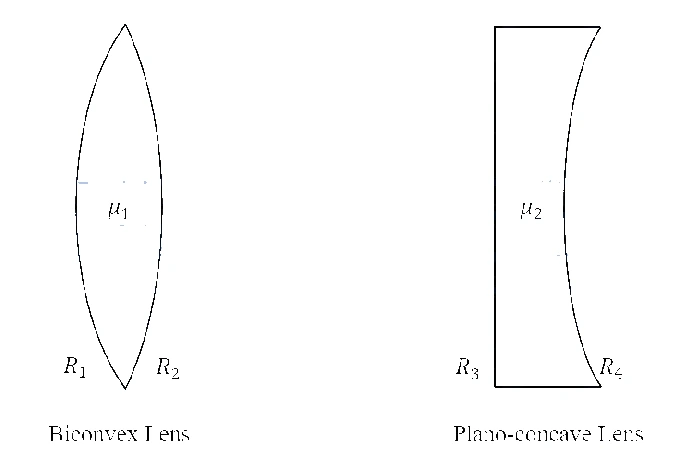 μ₁
μ₂
R₁
R₂
R₃
R₄
Biconvex Lens
Plano-concave Lens